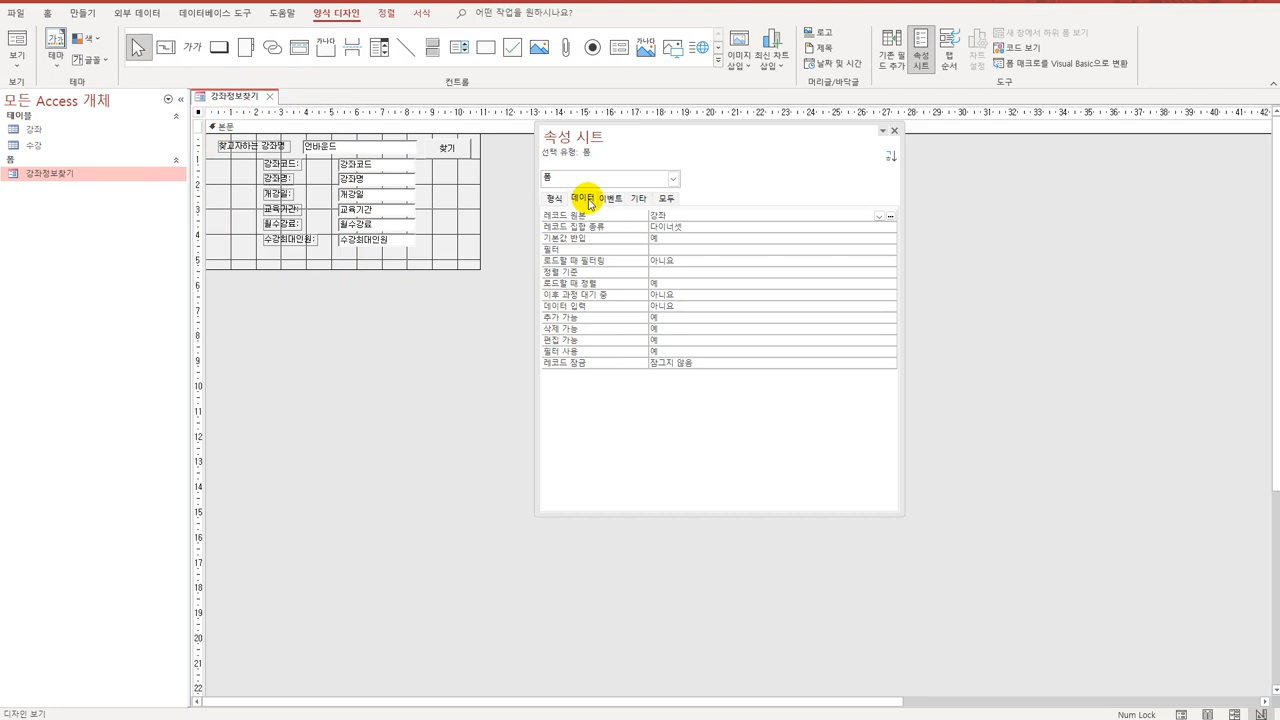 파일 홈 만들기 외부 데이터 데이터베이스 도구 도움말 양식 디자인 정렬 서식 어떤 작업을 원하시나요?
보기
보기
테마
색
글꼴
테마
가가
가나다
가나다
컨트롤
이미지 삽입
최신 차트 삽입
로고
제목
날짜 및 시간
머리글/바닥글
기존 필드 추가
속성 시트
탭 순서
차트 설정
새 창에서 하위 폼 보기
코드 보기
폼 매크로를 Visual Basic으로 변환
도구
모든 Access 개체
테이블
강좌
수강
폼
강좌정보찾기
강좌정보찾기
본문
찾고자하는 강좌명 언바운드 찾기
강좌코드: 강좌코드
강좌명: 강좌명
개강일: 개강일
교육기간: 교육기간
월수강료: 월수강료
수강최대인원: 수강최대인원
속성 시트
선택 유형: 폼
폼
형식 데이터 이벤트 기타 모두
레코드 원본 강좌
레코드 집합 종류 다이너셋
기본값 반입 예
필터
로드할 때 필터링 아니요
정렬 기준
로드할 때 정렬 예
이후 과정 대기 중 아니요
데이터 입력 아니요
추가 가능 예
삭제 가능 예
편집 가능 예
필터 사용 예
레코드 잠금 잠그지 않음
디자인 보기
Num Lock